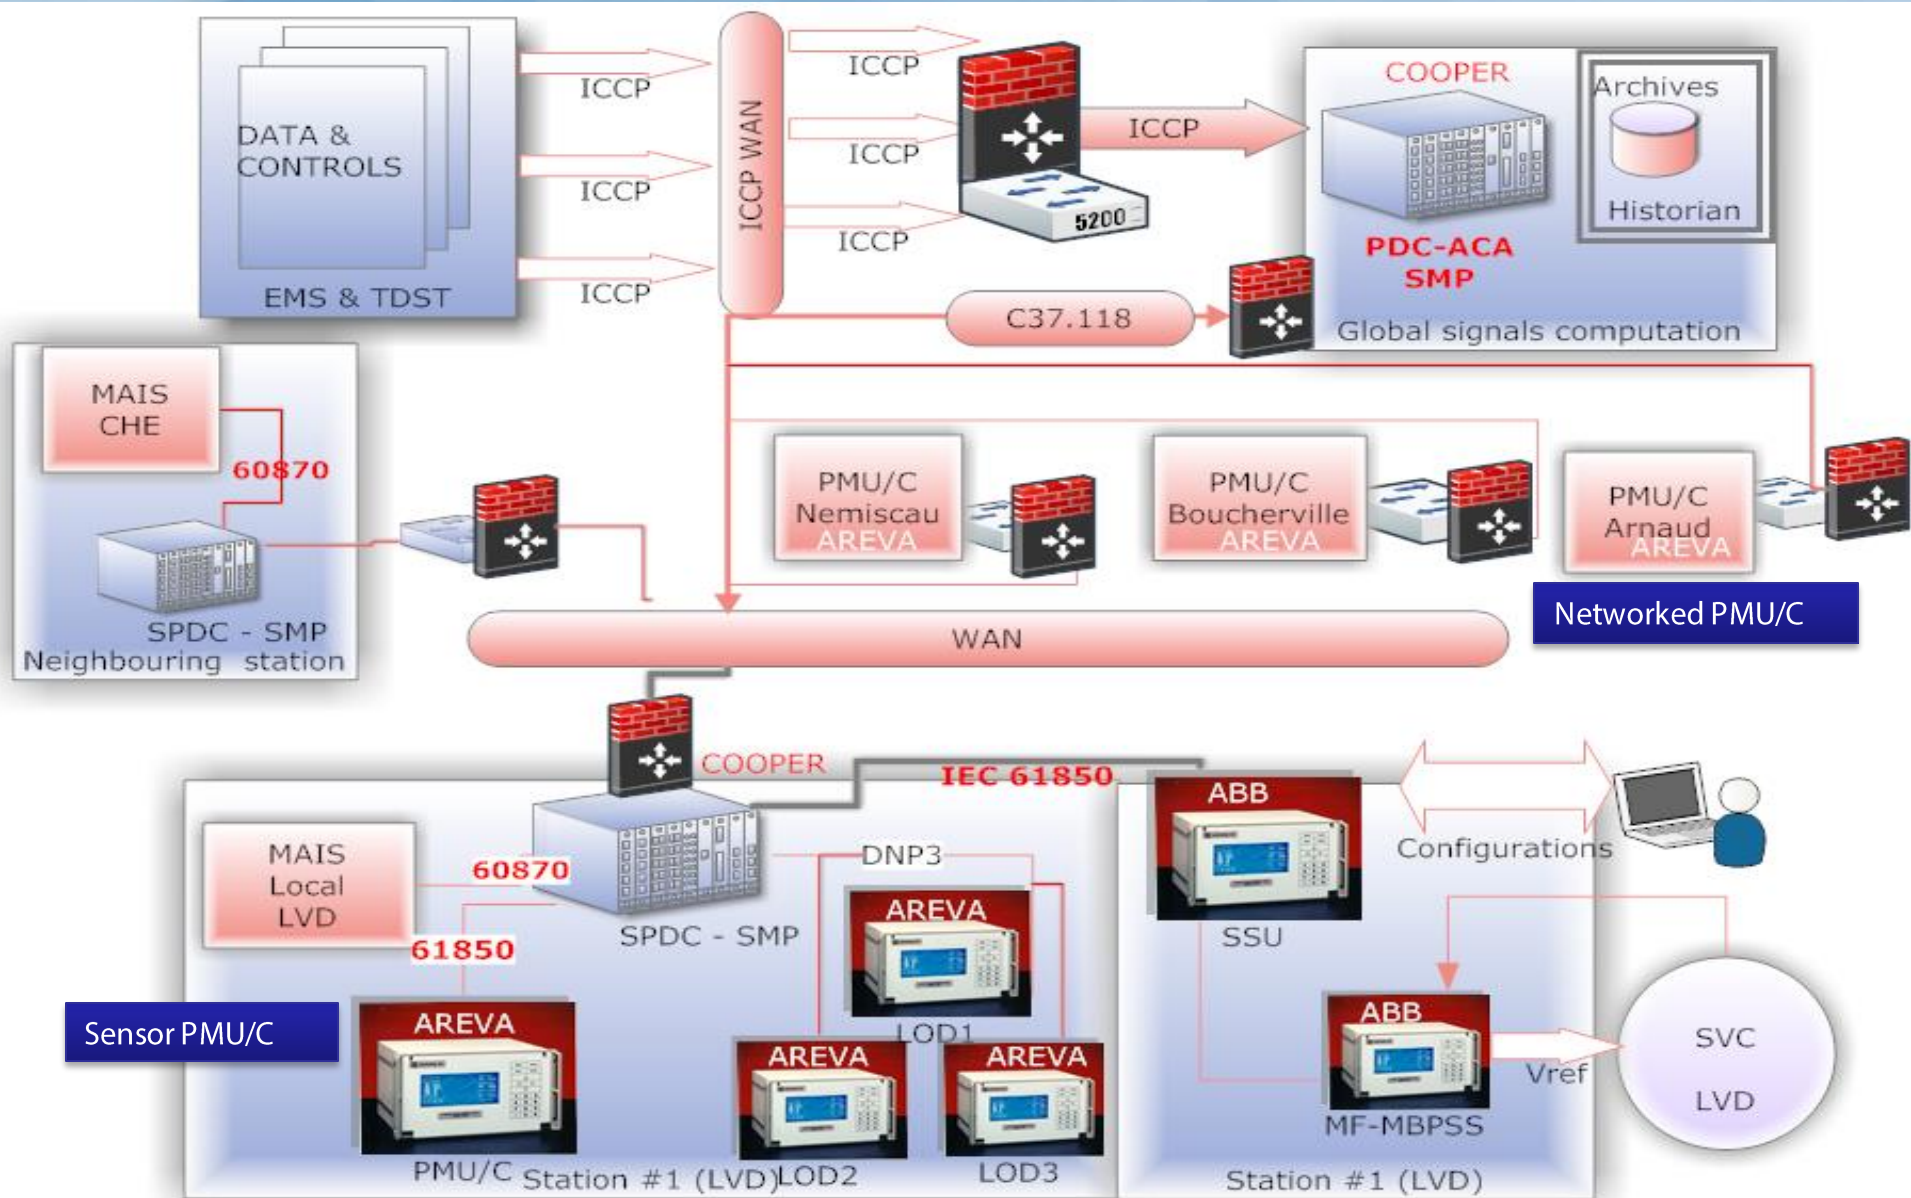 DATA &
CONTROLS
EMS & TDST
ICCP
ICCP
ICCP
ICCP WAN
ICCP
ICCP
ICCP
5200
ICCP
COOPER
PDC-ACA
SMP
Archives
Historian
Global signals computation
C37.118
MAIS
CHE
60870
SPDC - SMP
Neighbouring station
PMU/C
Nemiscau
AREVA
PMU/C
Boucherville
AREVA
PMU/C
Arnaud
AREVA
Networked PMU/C
WAN
COOPER
IEC 61850
MAIS
Local
LVD
60870
61850
SPDC - SMP
DNP3
AREVA
LOD1
AREVA
LOD2
AREVA
LOD3
Sensor PMU/C
AREVA
PMU/C
Station #1 (LVD)
ABB
SSU
Configurations
ABB
MF-MBPSS
Vref
SVC
LVD
Station #1 (LVD)